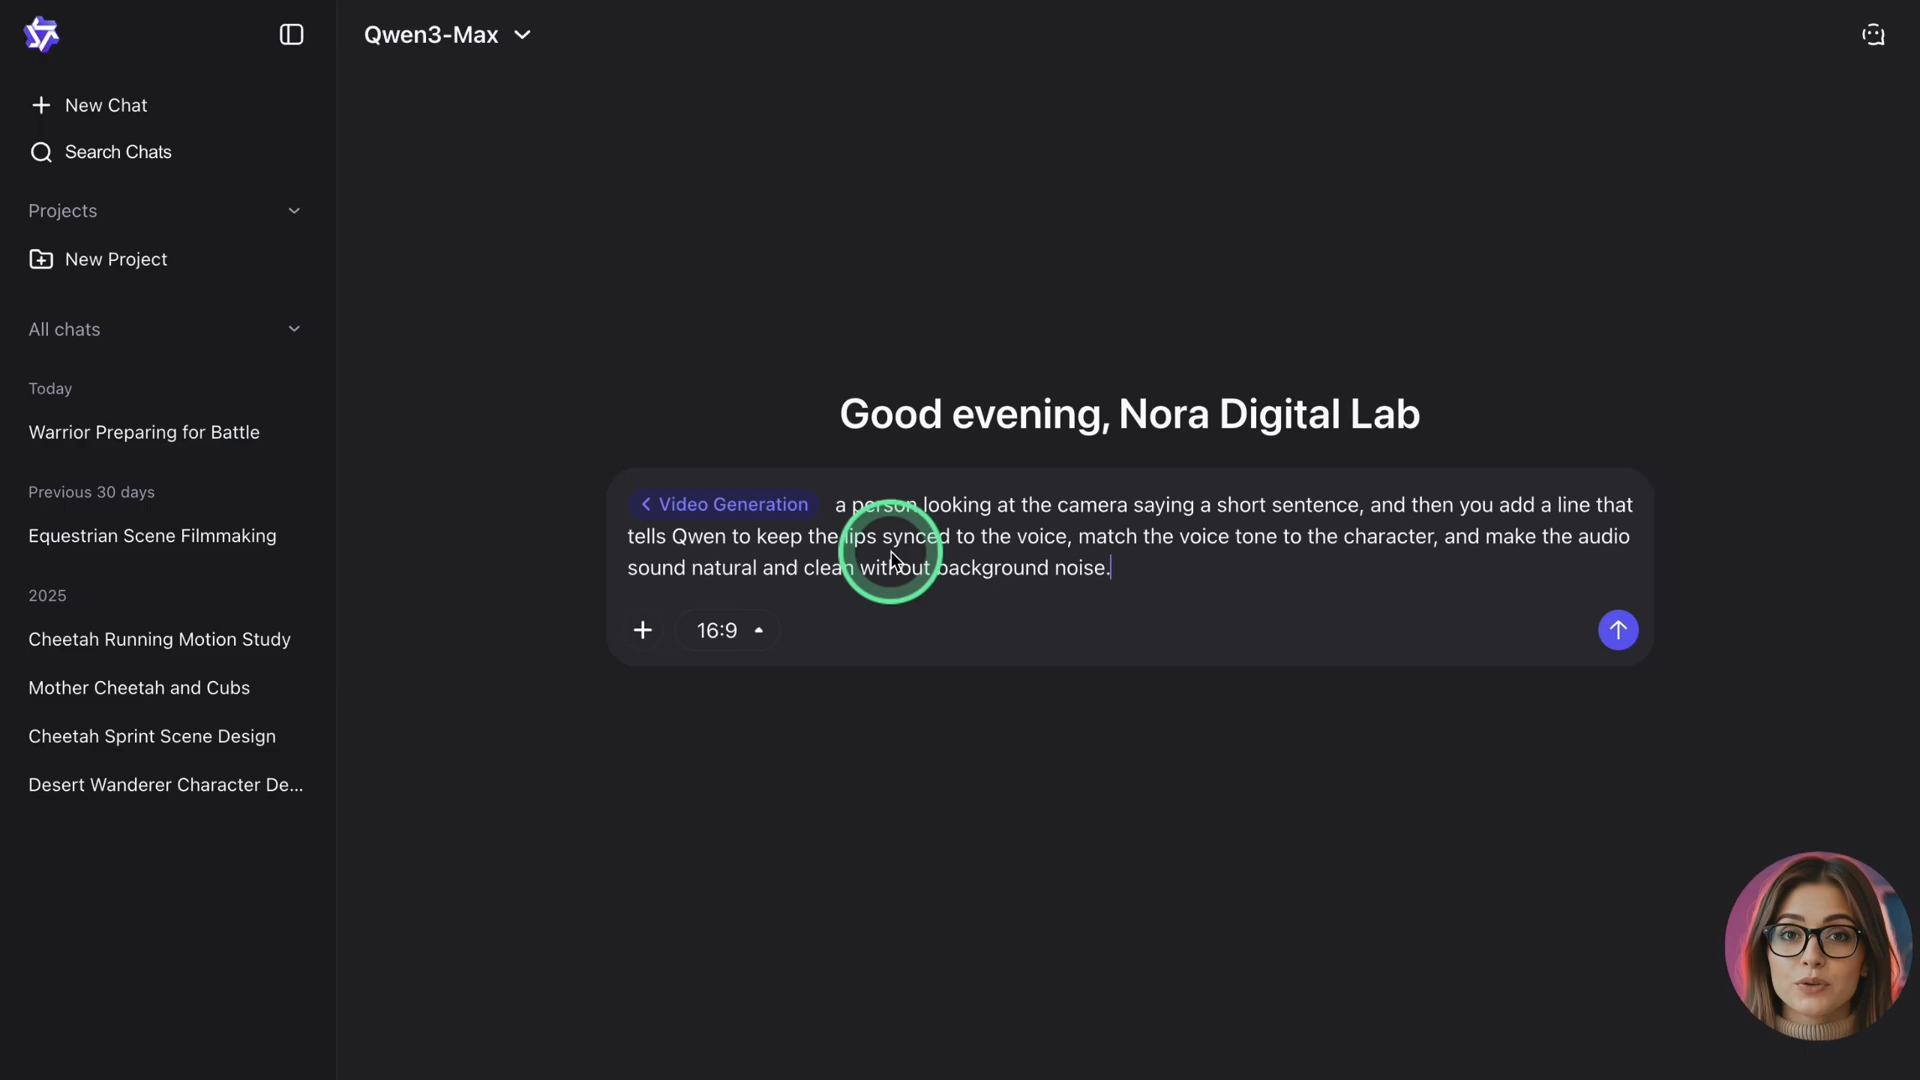 Qwen3-Max
New Chat
Search Chats
Projects
New Project
All chats
Today
Warrior Preparing for Battle
Previous 30 days
Equestrian Scene Filmmaking
2025
Cheetah Running Motion Study
Mother Cheetah and Cubs
Cheetah Sprint Scene Design
Desert Wanderer Character De...
Good evening, Nora Digital Lab
Video Generation a person looking at the camera saying a short sentence, and then you add a line that
tells Qwen to keep the lips synced to the voice, match the voice tone to the character, and make the audio
sound natural and clean without background noise.
16:9